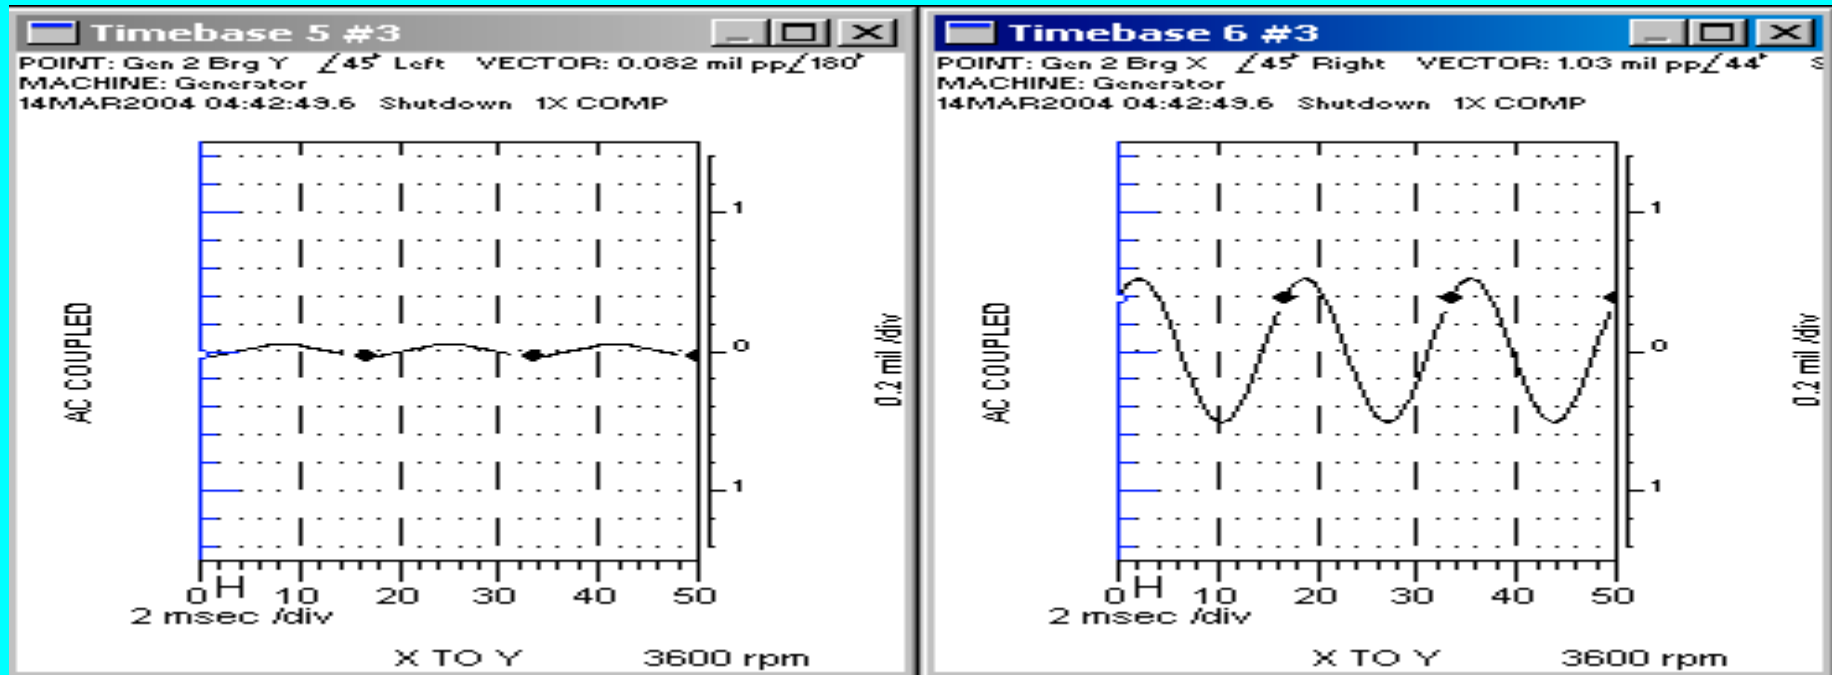 Timebase 5 #3
POINT: Gen 2 Brg Y ∠45° Left VECTOR: 0.082 mil pp∠180°
MACHINE: Generator
14MAR2004 04:42:49.6 Shutdown 1X COMP
AC COUPLED
1
0
1
0.2 mil /div
0 H 10 20 30 40 50
2 msec /div
X TO Y 3600 rpm
Timebase 6 #3
POINT: Gen 2 Brg X ∠45° Right VECTOR: 1.03 mil pp∠44° S
MACHINE: Generator
14MAR2004 04:42:49.6 Shutdown 1X COMP
AC COUPLED
1
0
1
0.2 mil /div
0 H 10 20 30 40 50
2 msec /div
X TO Y 3600 rpm